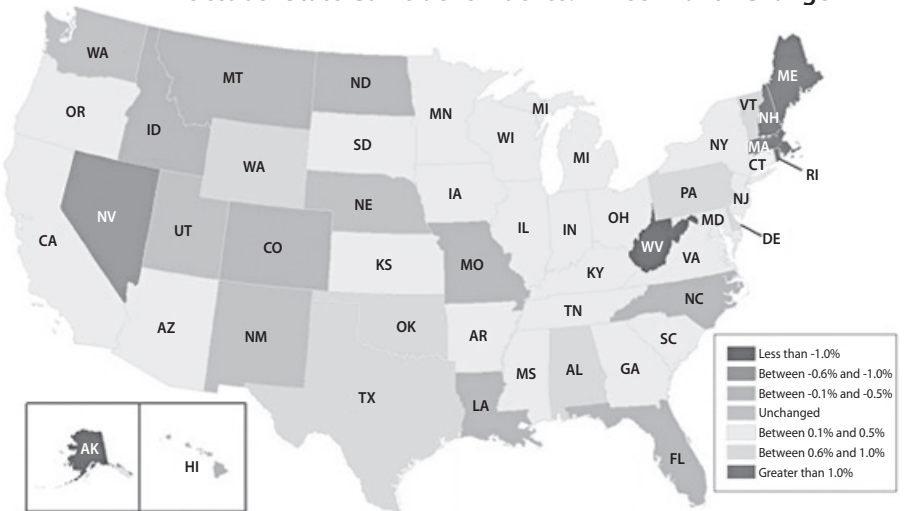 WA
MT
ND
MN
OR
ID
WA
SD
WI
MI
MI
NY
VT
NH
ME
MA
CT
RI
NV
UT
CO
NE
IA
IL
IN
OH
PA
NJ
MD
DE
WV
VA
CA
KS
MO
KY
NC
TN
AZ
NM
OK
AR
SC
MS
AL
GA
TX
LA
FL
AK
HI
Less than -1.0%
Between -0.6% and -1.0%
Between -0.1% and -0.5%
Unchanged
Between 0.1% and 0.5%
Between 0.6% and 1.0%
Greater than 1.0%